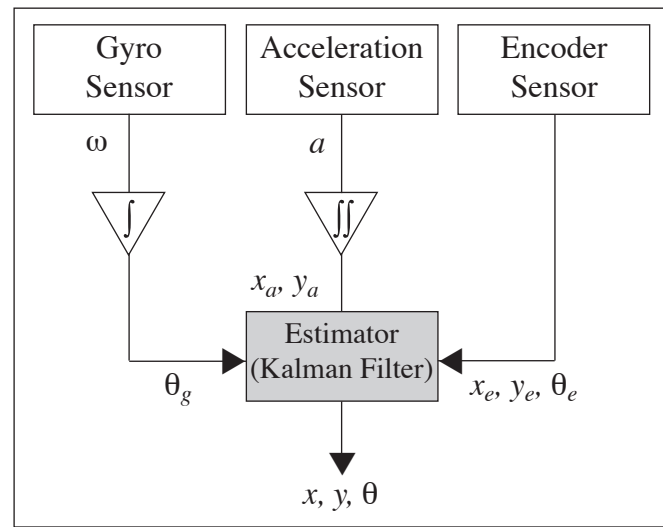 Gyro
Sensor
Acceleration
Sensor
Encoder
Sensor
ω
a
∫
∬
xa, ya
Estimator
(Kalman Filter)
θg
xe, ye, θe
x, y, θ